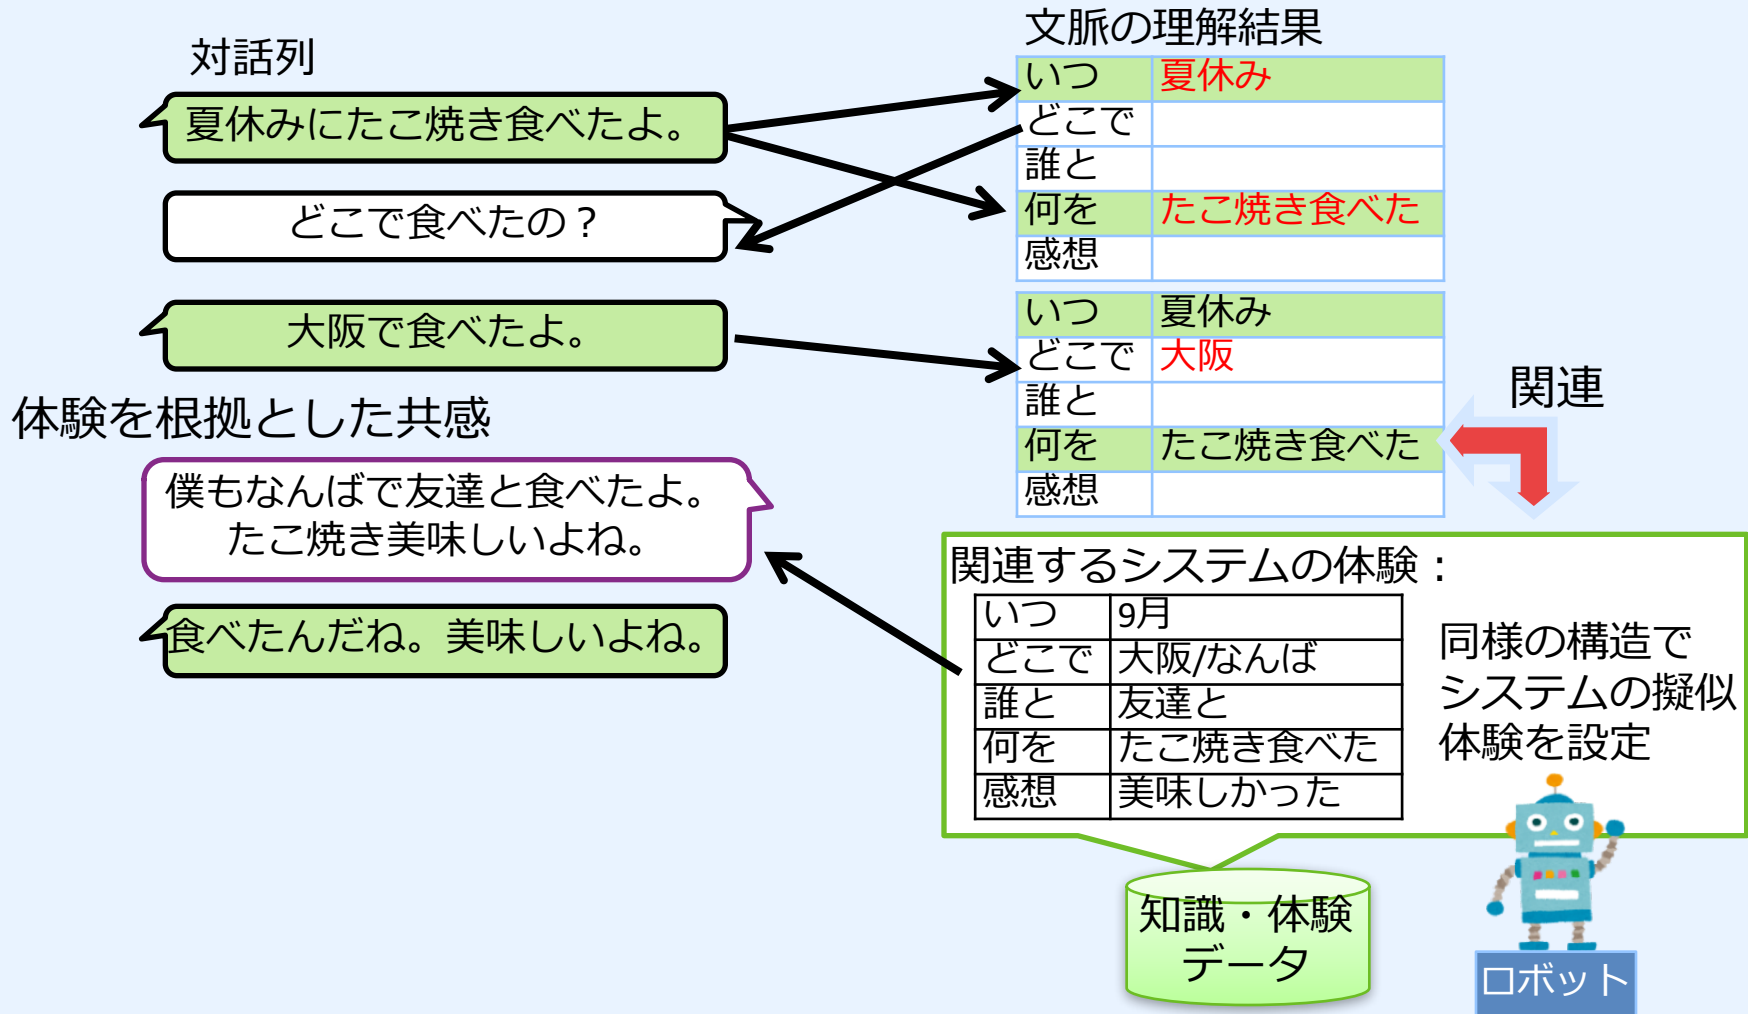 対話列
夏休みにたこ焼き食べたよ。
どこで食べたの？
大阪で食べたよ。
体験を根拠とした共感
僕もなんばで友達と食べたよ。
たこ焼き美味しいよね。
食べたんだね。美味しいよね。
文脈の理解結果
いつ 夏休み
どこで
誰と
何を たこ焼き食べた
感想
いつ 夏休み
どこで 大阪
誰と
何を たこ焼き食べた
感想
関連
関連するシステムの体験：
いつ 9月
どこで 大阪/なんば
誰と 友達と
何を たこ焼き食べた
感想 美味しかった
同様の構造で
システムの擬似
体験を設定
知識・体験
データ
ロボット